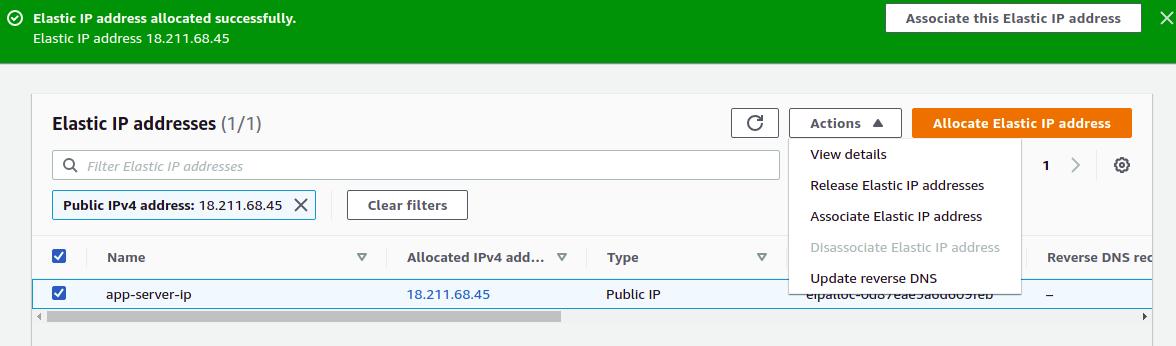 Elastic IP address allocated successfully.
Elastic IP address 18.211.68.45
Associate this Elastic IP address
Elastic IP addresses (1/1)
Actions
Allocate Elastic IP address
Filter Elastic IP addresses
1
Public IPv4 address: 18.211.68.45
Clear filters
View details
Release Elastic IP addresses
Associate Elastic IP address
Disassociate Elastic IP address
Update reverse DNS
Name
Allocated IPv4 add...
Type
Reverse DNS rec
app-server-ip
18.211.68.45
Public IP
–